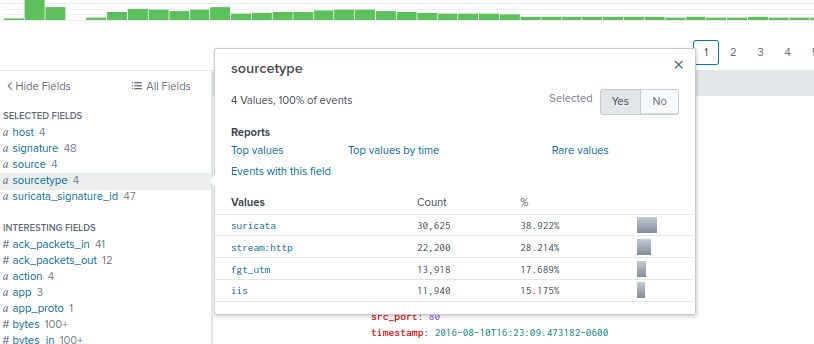 1 2 3 4
Hide Fields
All Fields
SELECTED FIELDS
a host 4
a signature 48
a source 4
a sourcetype 4
a suricata_signature_id 47
INTERESTING FIELDS
# ack_packets_in 41
# ack_packets_out 12
a action 4
a app 3
a app_proto 1
# bytes 100+
# bytes_in 100+
sourcetype
4 Values, 100% of events
Selected Yes No
Reports
Top values Top values by time Rare values
Events with this field
Values Count %
suricata 30,625 38.922%
stream:http 22,200 28.214%
fgt_utm 13,918 17.689%
iis 11,940 15.175%
src_port: 80
timestamp: 2016-08-10T16:23:09.473182-0600